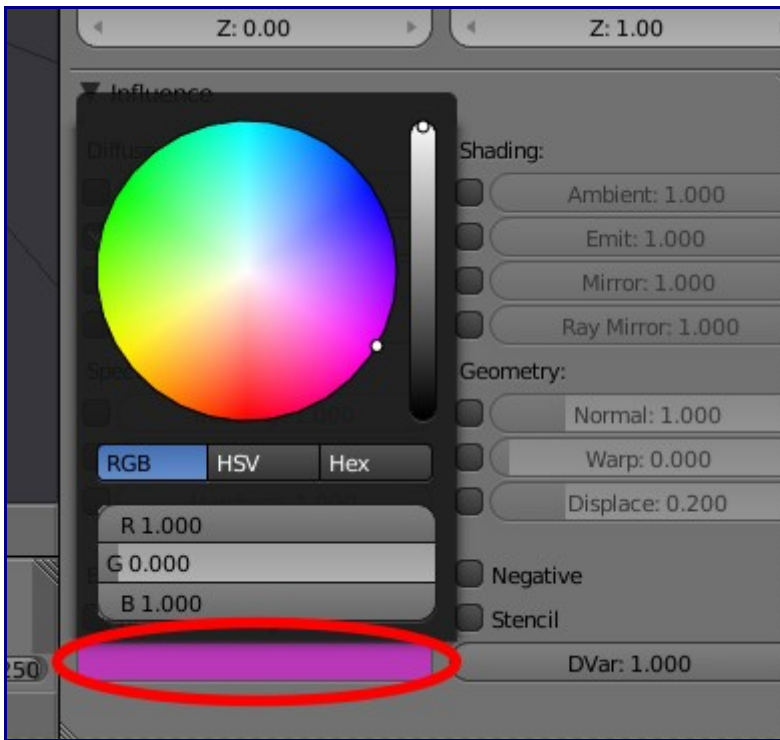 Z: 0.00
Z: 1.00
Influence
Diffuse
Shading:
Ambient: 1.000
Emit: 1.000
Mirror: 1.000
Ray Mirror: 1.000
Geometry:
Normal: 1.000
Warp: 0.000
Displace: 0.200
RGB HSV Hex
R 1.000
G 0.000
B 1.000
Negative
Stencil
250
DVar: 1.000